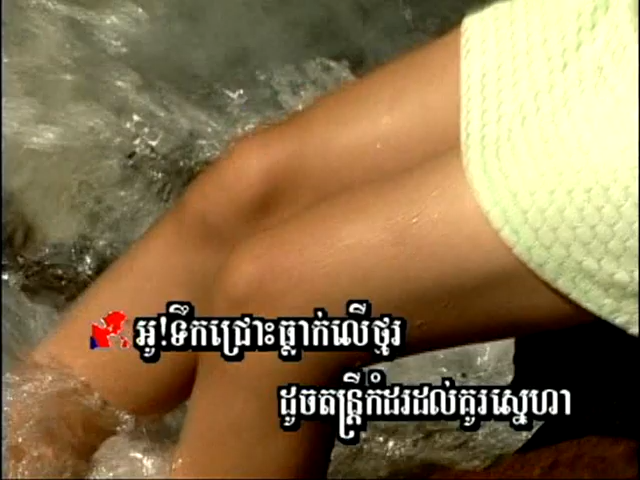 អូ!ទឹកជ្រោះធ្លាក់លើថ្មរ
ដូចតន្ត្រីកំដរដល់គូរស្នេហា